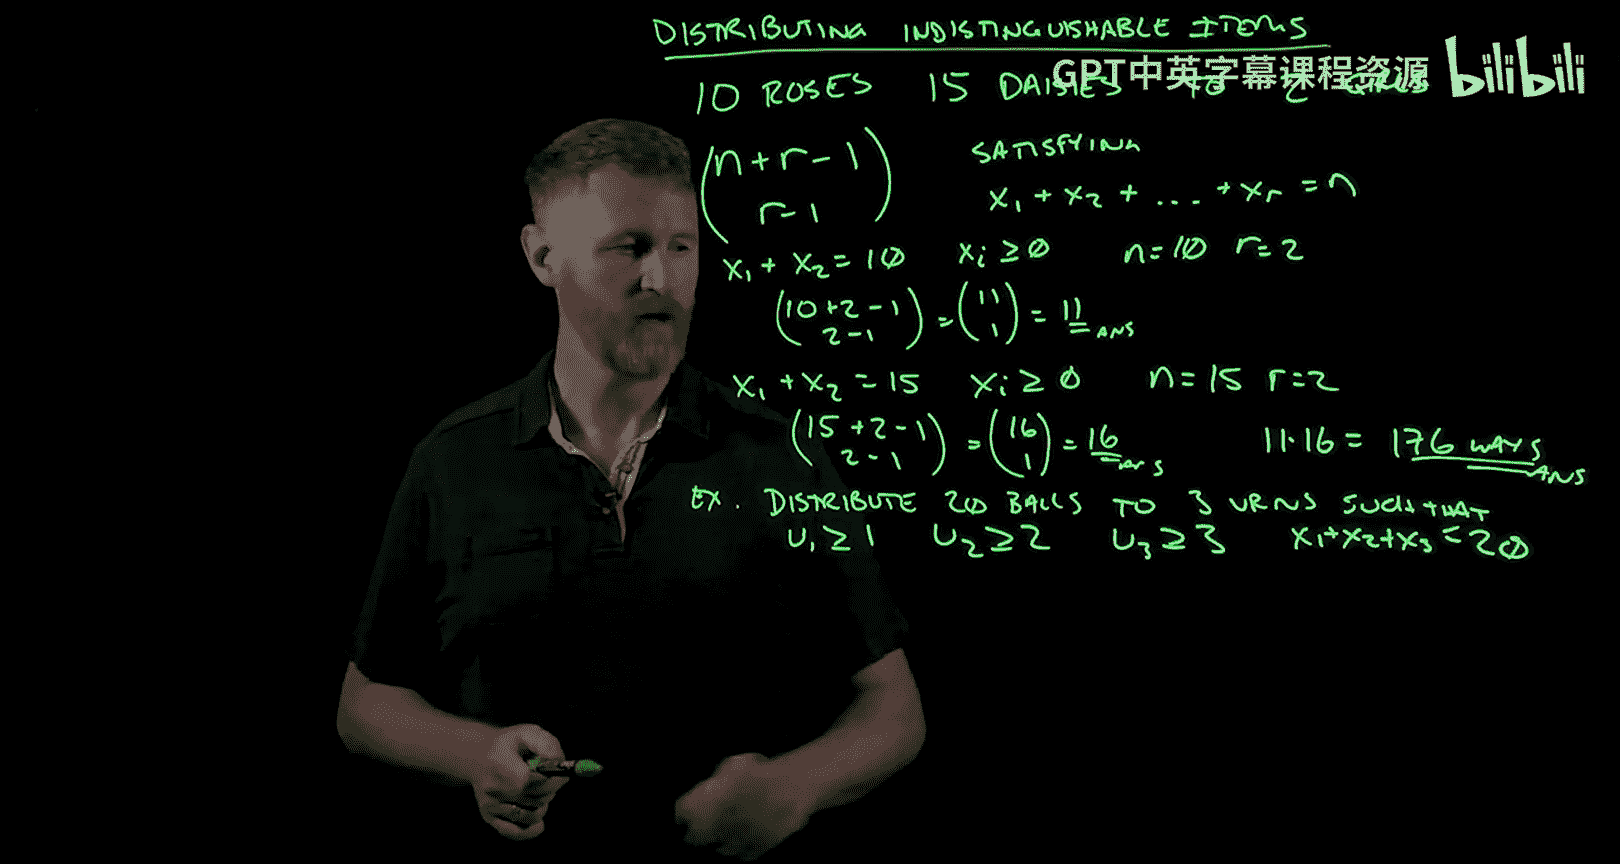 DISTRIBUTING INDISTINGUISHABLE ITEMS
GPT中英字幕课程资源 bilibili
10 ROSES 15 DAISIES TO 2 GIRLS
(n+r-1
r-1) SATISFYING
x₁ + x₂ + ... + xᵣ = n
x₁ + x₂ = 10 xᵢ ≥ 0 n=10 r=2
(10+2-1
2-1) = (11
1) = 11 ANS
x₁ + x₂ = 15 xᵢ ≥ 0 n=15 r=2
(15+2-1
2-1) = (16
1) = 16 ANS 11·16 = 176 WAYS ANS
EX. DISTRIBUTE 20 BALLS TO 3 URNS SUCH THAT
U₁ ≥ 1 U₂ ≥ 2 U₃ ≥ 3 x₁+x₂+x₃ = 20